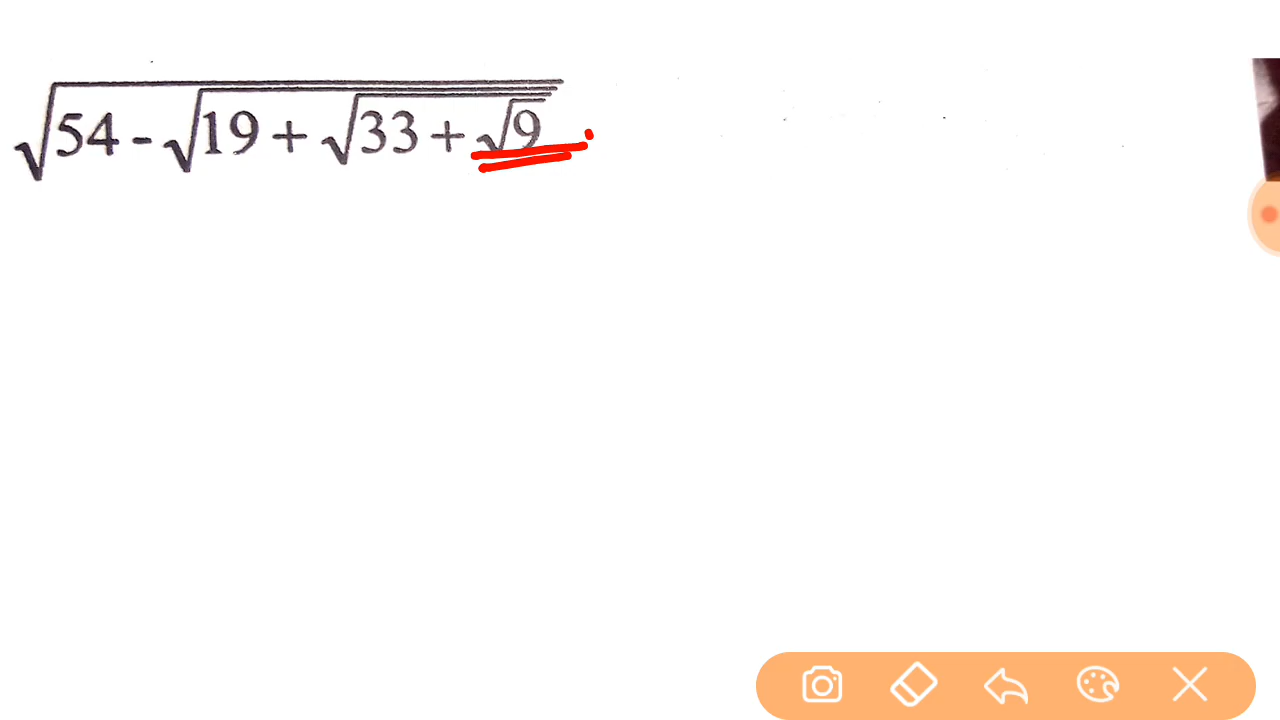 √54 - √19 + √33 + √9